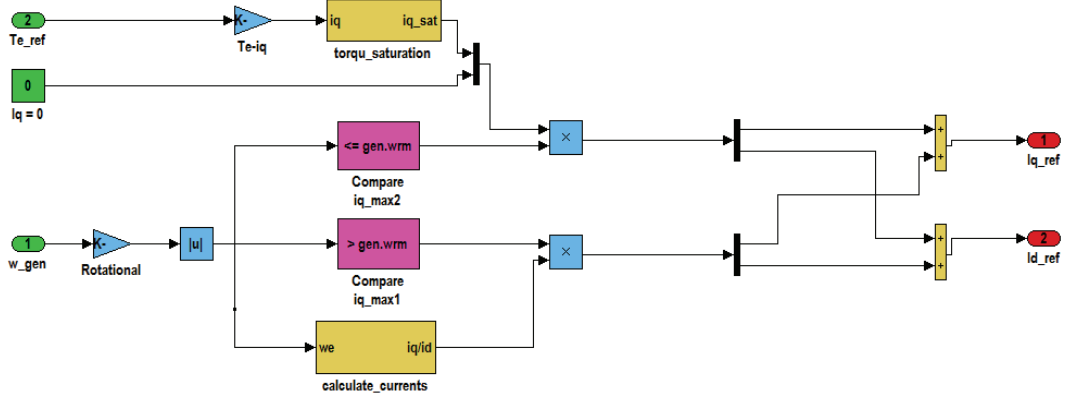 2
Te_ref
K-
Te-iq
iq iq_sat
torqu_saturation
0
Iq = 0
<= gen.wrm
Compare
iq_max2
×
+
+
1
Iq_ref
1
w_gen
K-
Rotational
|u|
> gen.wrm
Compare
iq_max1
×
+
+
2
Id_ref
we iq/id
calculate_currents